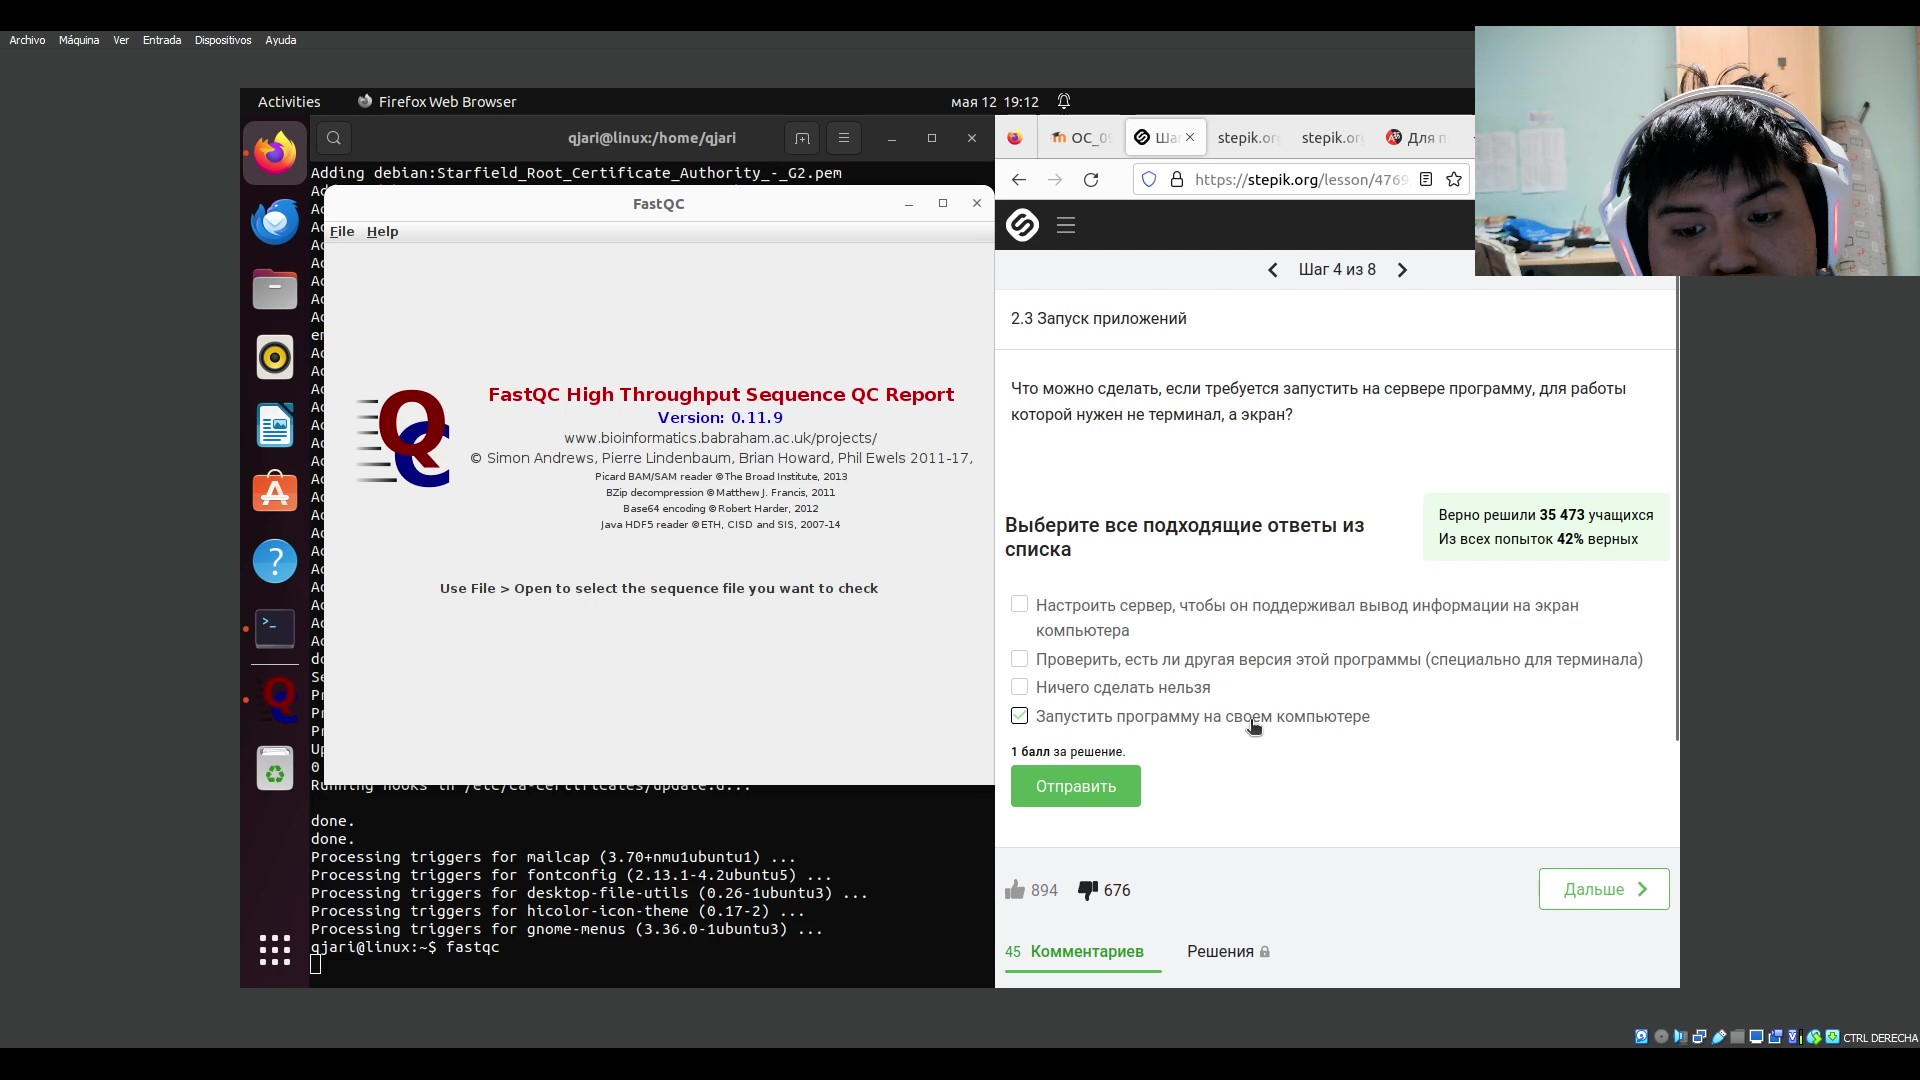 Archivo Máquina Ver Entrada Dispositivos Ayuda
Activities Firefox Web Browser мая 12 19:12
qjari@linux:/home/qjari
Adding debian:Starfield_Root_Certificate_Authority_-_G2.pem
FastQC
File Help
FastQC High Throughput Sequence QC Report
Version: 0.11.9
www.bioinformatics.babraham.ac.uk/projects/
© Simon Andrews, Pierre Lindenbaum, Brian Howard, Phil Ewels 2011-17,
Picard BAM/SAM reader ©The Broad Institute, 2013
BZip decompression ©Matthew J. Francis, 2011
Base64 encoding ©Robert Harder, 2012
Java HDF5 reader ©ETH, CISD and SIS, 2007-14
Use File > Open to select the sequence file you want to check
done.
done.
Processing triggers for mailcap (3.70+nmu1ubuntu1) ...
Processing triggers for fontconfig (2.13.1-4.2ubuntu5) ...
Processing triggers for desktop-file-utils (0.26-1ubuntu3) ...
Processing triggers for hicolor-icon-theme (0.17-2) ...
Processing triggers for gnome-menus (3.36.0-1ubuntu3) ...
qjari@linux:~$ fastqc
OC_09 Ша stepik.or stepik.or Для п
https://stepik.org/lesson/4769
Шаг 4 из 8
2.3 Запуск приложений
Что можно сделать, если требуется запустить на сервере программу, для работы
которой нужен не терминал, а экран?
Выберите все подходящие ответы из
списка
Верно решили 35 473 учащихся
Из всех попыток 42% верных
Настроить сервер, чтобы он поддерживал вывод информации на экран
компьютера
Проверить, есть ли другая версия этой программы (специально для терминала)
Ничего сделать нельзя
Запустить программу на своем компьютере
1 балл за решение.
Отправить
894 676
Дальше
45 Комментариев Решения
CTRL DERECHA